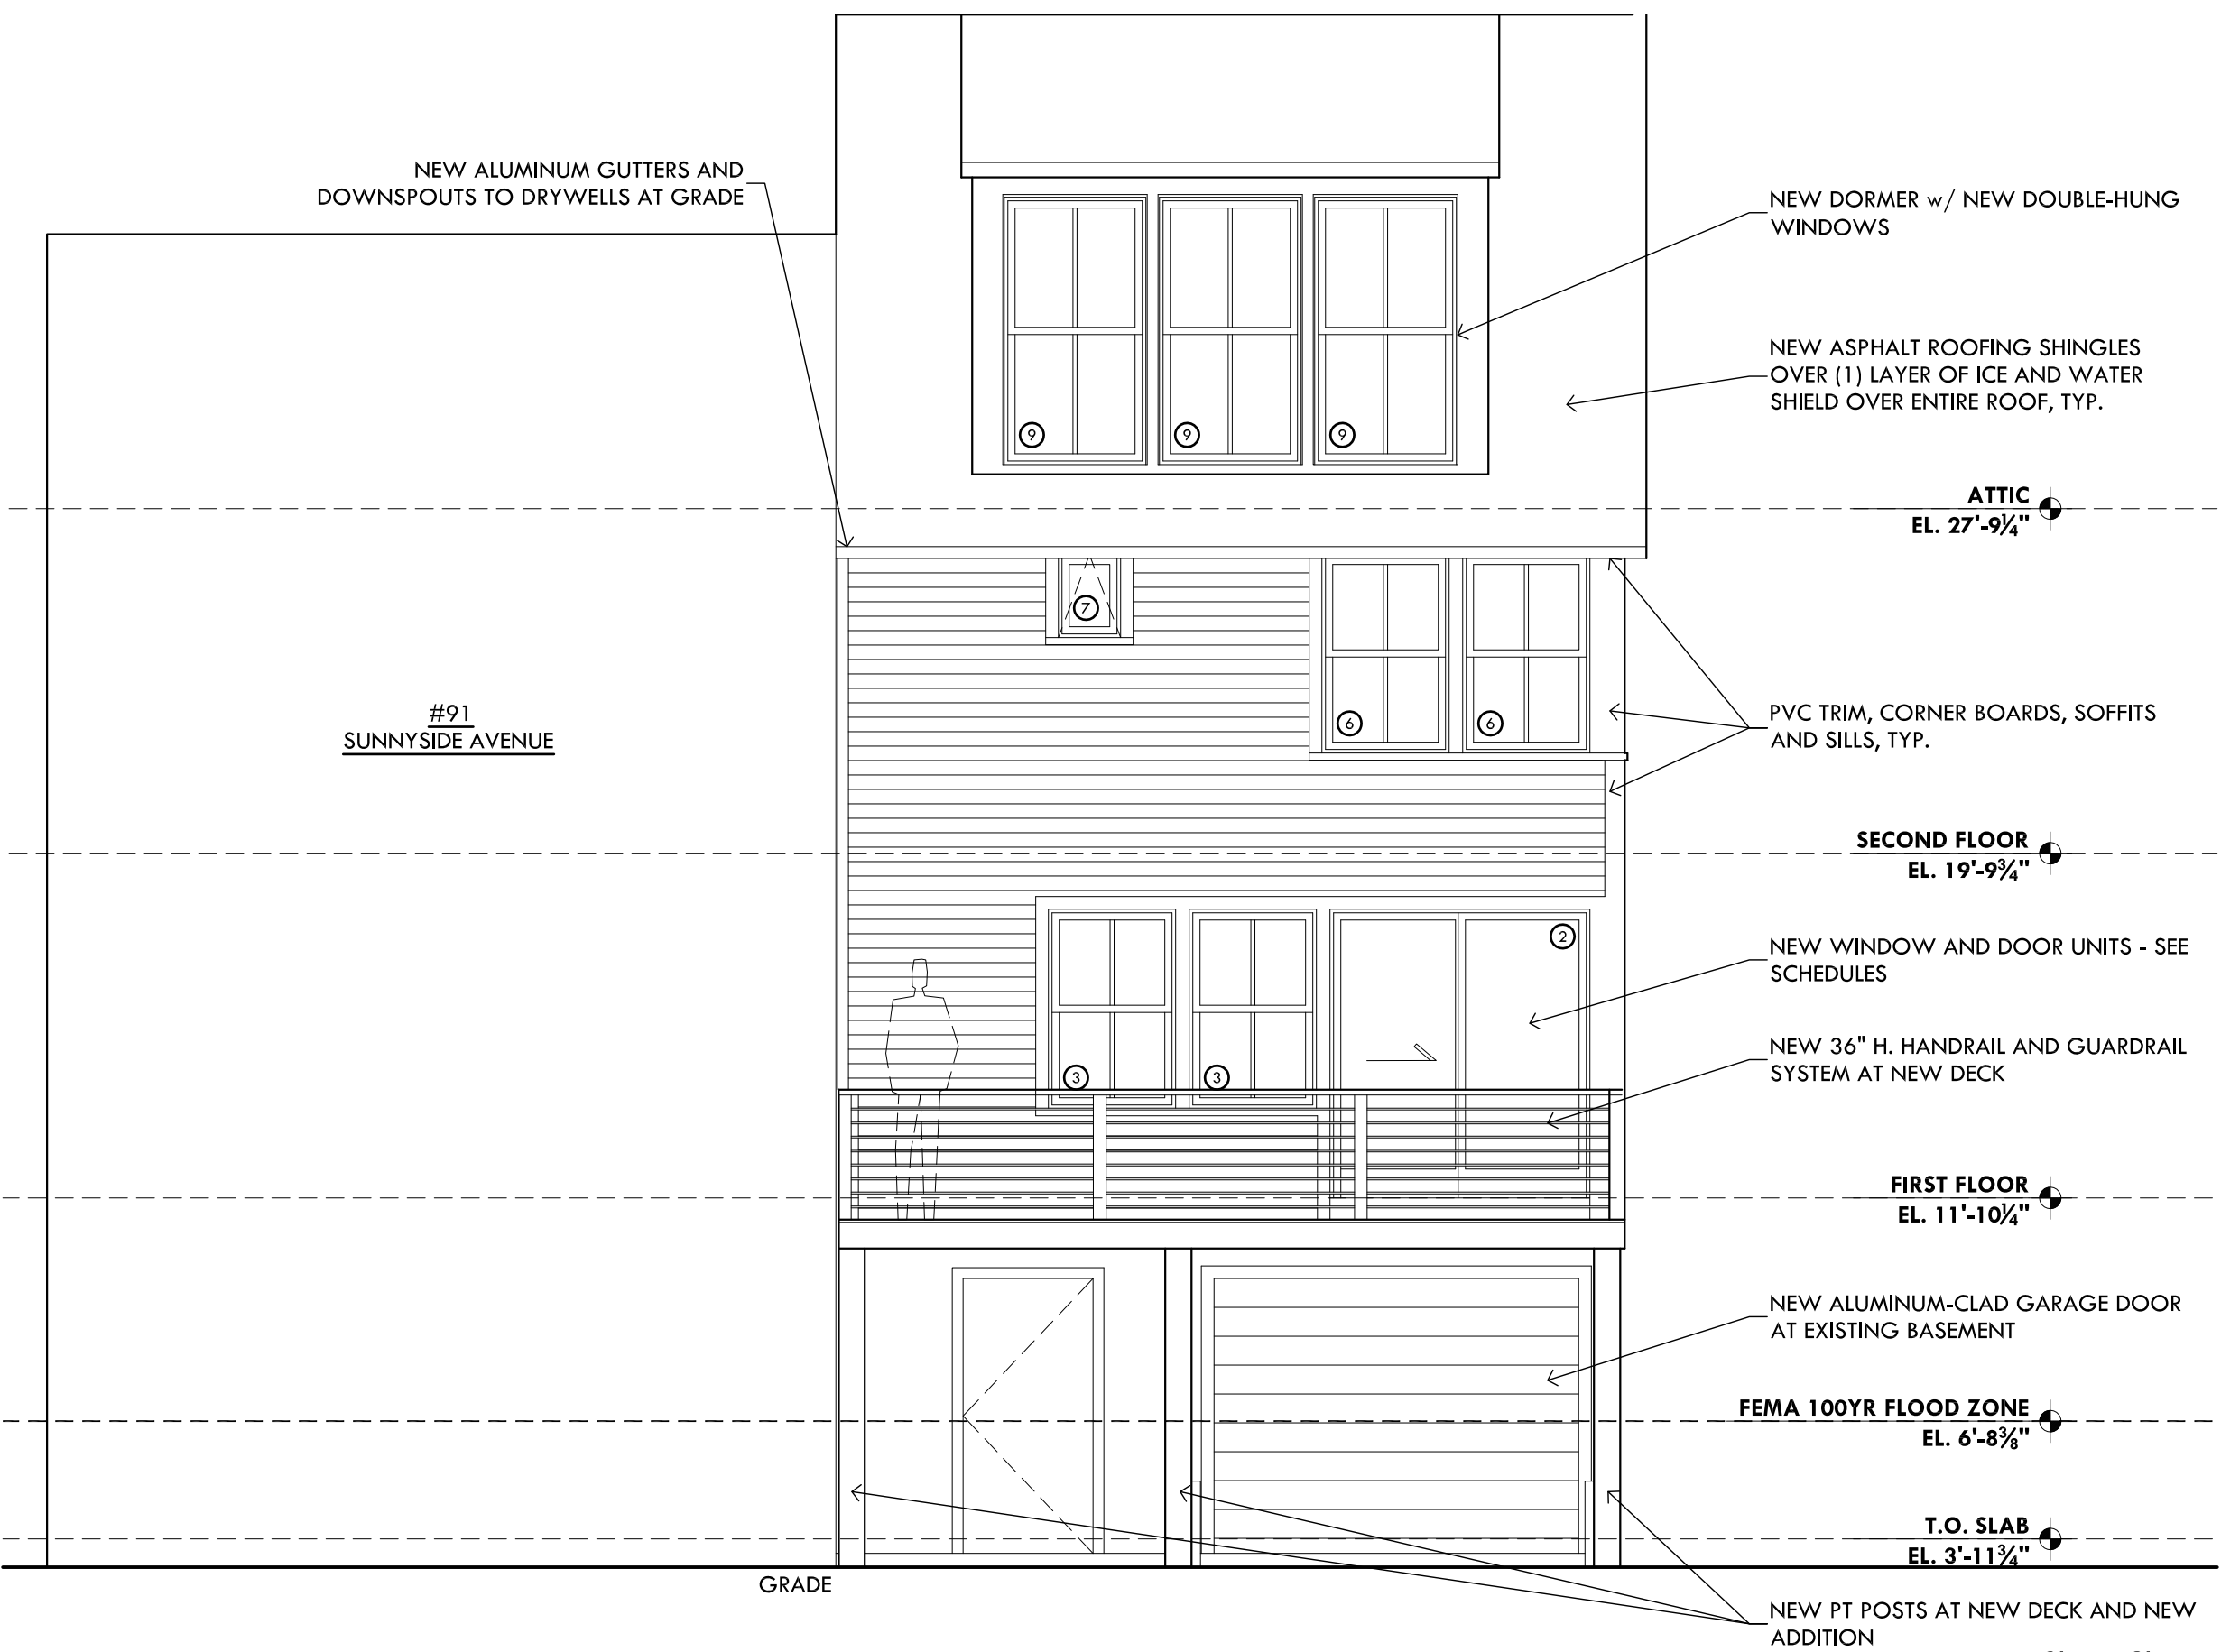 NEW ALUMINUM GUTTERS AND
DOWNSPOUTS TO DRYWELLS AT GRADE
NEW DORMER w/ NEW DOUBLE-HUNG
WINDOWS
NEW ASPHALT ROOFING SHINGLES
OVER (1) LAYER OF ICE AND WATER
SHIELD OVER ENTIRE ROOF, TYP.
9 9 9
ATTIC
EL. 27'-9¼"
7
6 6
#91
SUNNYSIDE AVENUE
PVC TRIM, CORNER BOARDS, SOFFITS
AND SILLS, TYP.
SECOND FLOOR
EL. 19'-9¾"
2
NEW WINDOW AND DOOR UNITS - SEE
SCHEDULES
3 3
NEW 36" H. HANDRAIL AND GUARDRAIL
SYSTEM AT NEW DECK
FIRST FLOOR
EL. 11'-10¼"
NEW ALUMINUM-CLAD GARAGE DOOR
AT EXISTING BASEMENT
FEMA 100YR FLOOD ZONE
EL. 6'-8⅜"
T.O. SLAB
EL. 3'-11¾"
GRADE
NEW PT POSTS AT NEW DECK AND NEW
ADDITION